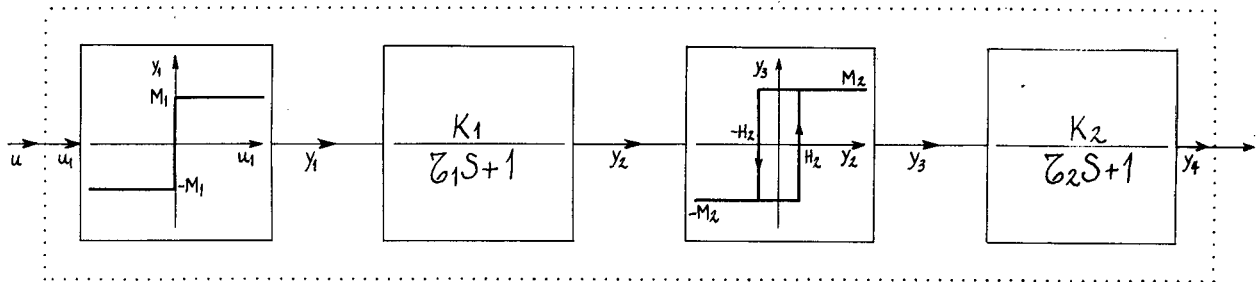 u
u₁
y₁
M₁
-M₁
u₁
y₁
K₁
τ₁S+1
y₂
y₃
M₂
-H₂
H₂
y₂
-M₂
y₃
K₂
τ₂S+1
y₄